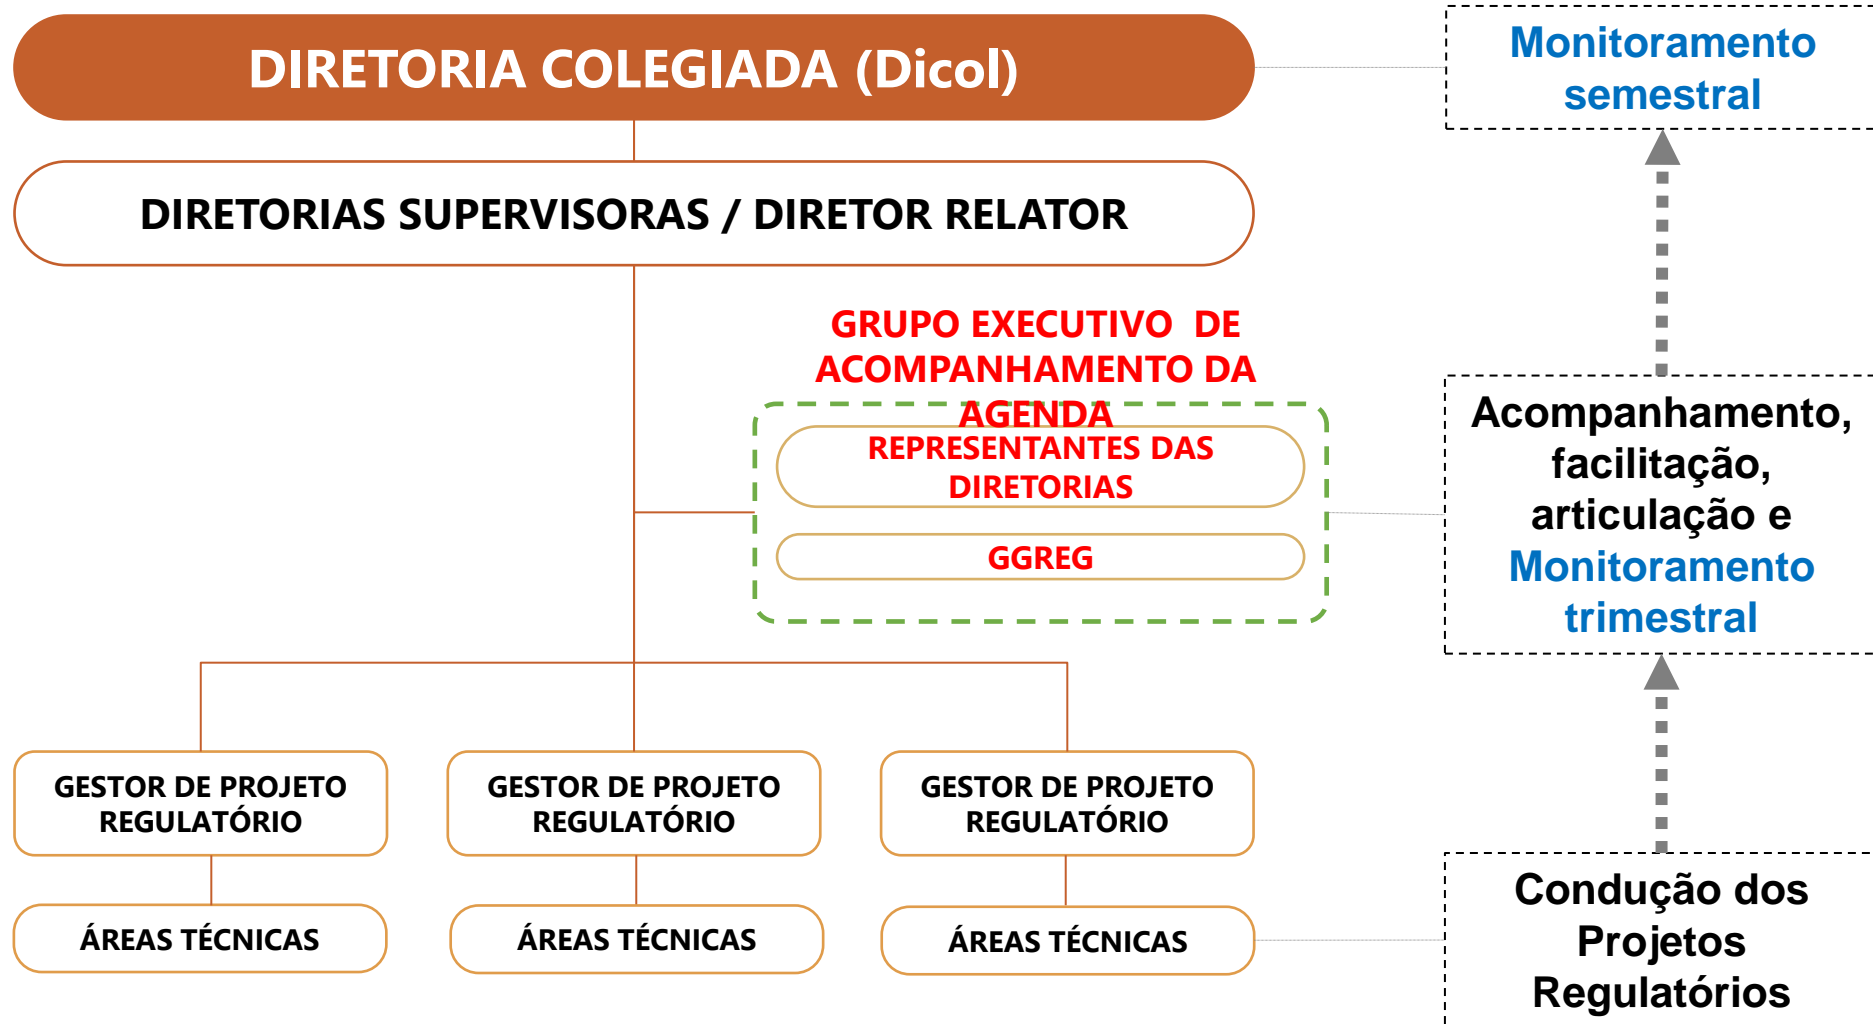 DIRETORIA COLEGIADA (Dicol)
Monitoramento
semestral
DIRETORIAS SUPERVISORAS / DIRETOR RELATOR
GRUPO EXECUTIVO DE
ACOMPANHAMENTO DA
AGENDA
REPRESENTANTES DAS
DIRETORIAS
GGREG
Acompanhamento,
facilitação,
articulação e
Monitoramento
trimestral
GESTOR DE PROJETO
REGULATÓRIO
GESTOR DE PROJETO
REGULATÓRIO
GESTOR DE PROJETO
REGULATÓRIO
ÁREAS TÉCNICAS
ÁREAS TÉCNICAS
ÁREAS TÉCNICAS
Condução dos
Projetos
Regulatórios